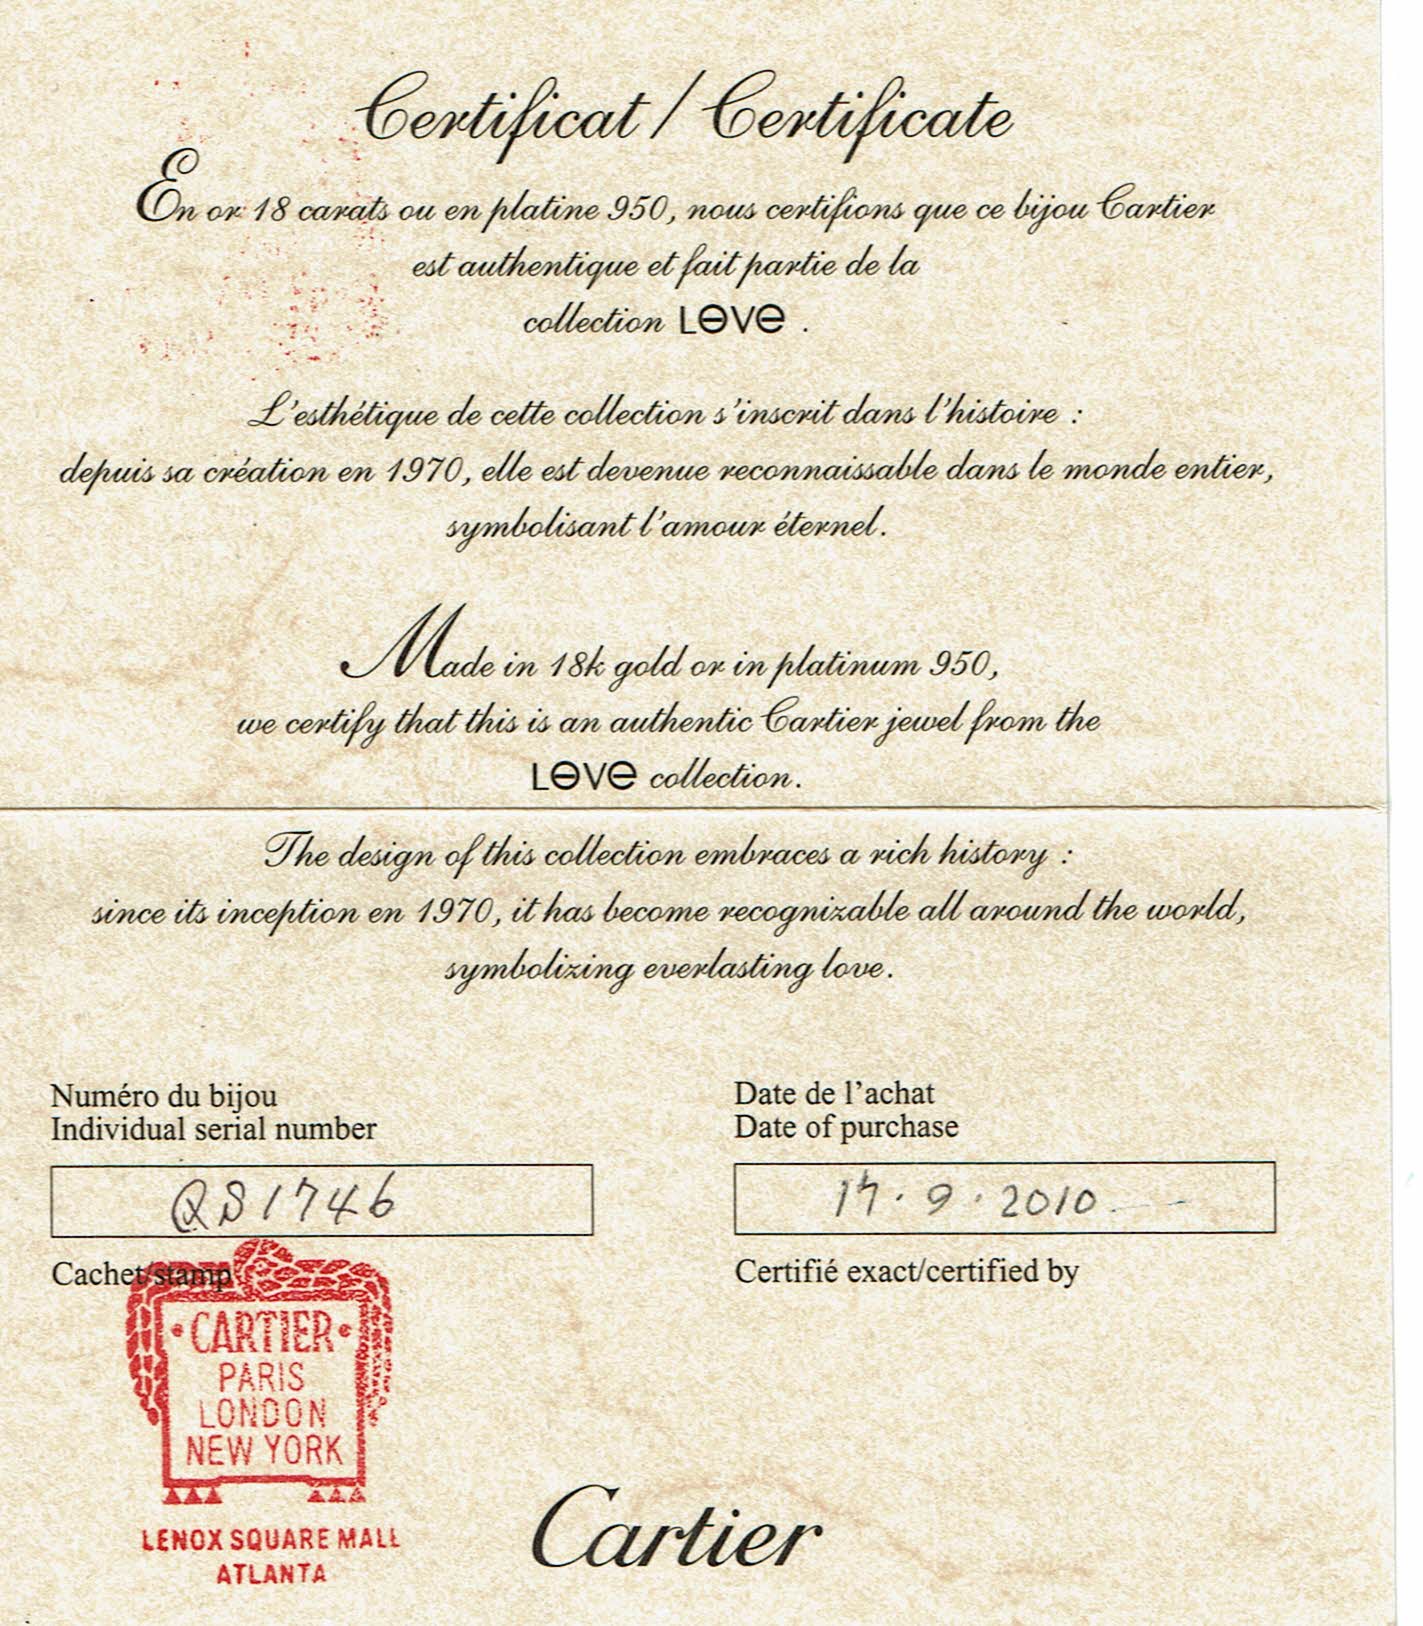 Certificat / Certificate
En or 18 carats ou en platine 950, nous certifions que ce bijou Cartier
est authentique et fait partie de la
collection LOVE .
L'esthétique de cette collection s'inscrit dans l'histoire :
depuis sa création en 1970, elle est devenue reconnaissable dans le monde entier,
symbolisant l'amour éternel.
Made in 18k gold or in platinum 950,
we certify that this is an authentic Cartier jewel from the
LOVE collection.
The design of this collection embraces a rich history :
since its inception en 1970, it has become recognizable all around the world,
symbolizing everlasting love.
Numéro du bijou
Individual serial number
QS1746
Date de l'achat
Date of purchase
17.9.2010.
Cachet/stamp
Certifié exact/certified by
CARTIER
PARIS
LONDON
NEW YORK
LENOX SQUARE MALL
ATLANTA
Cartier